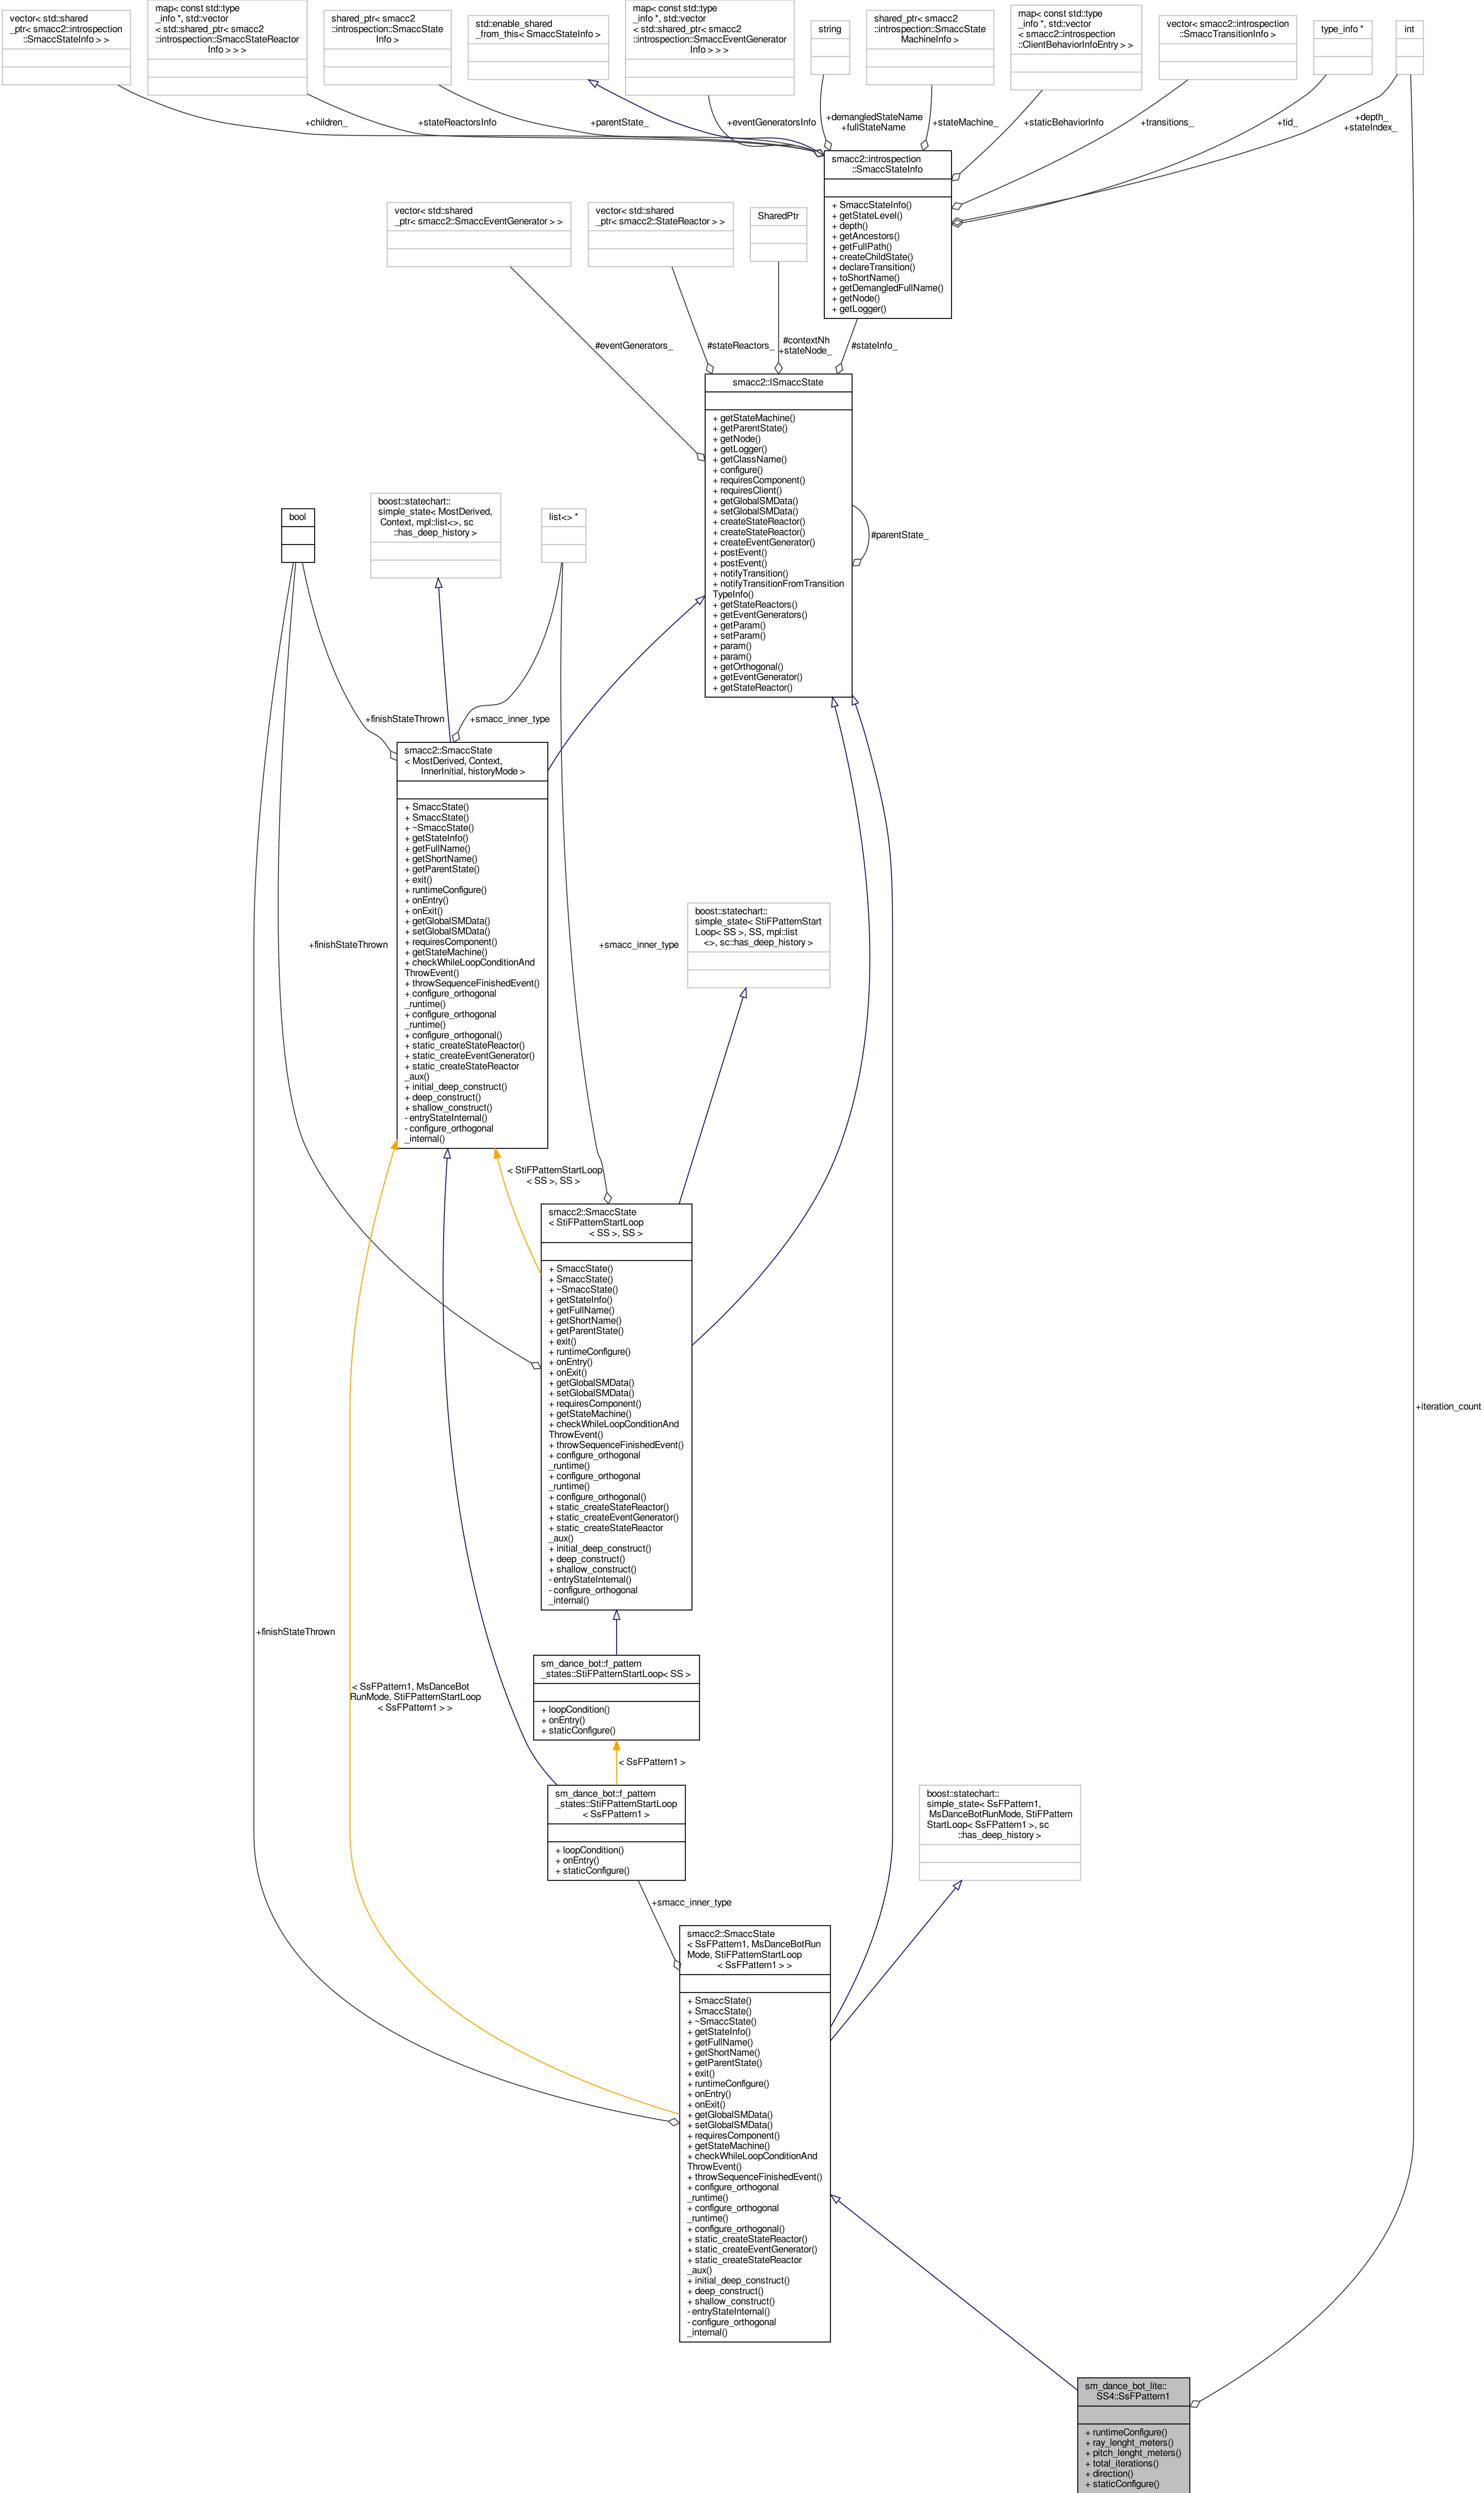 vector< std::shared
_ptr< smacc2::introspection
::SmaccStateInfo > >
map< const std::type
_info *, std::vector
< std::shared_ptr< smacc2
::introspection::SmaccStateReactor
Info > > >
shared_ptr< smacc2
::introspection::SmaccState
Info >
std::enable_shared
_from_this< SmaccStateInfo >
map< const std::type
_info *, std::vector
< std::shared_ptr< smacc2
::introspection::SmaccEventGenerator
Info > > >
string
shared_ptr< smacc2
::introspection::SmaccState
MachineInfo >
map< const std::type
_info *, std::vector
< smacc2::introspection
::ClientBehaviorInfoEntry > >
vector< smacc2::introspection
::SmaccTransitionInfo >
type_info *
int
+children_
+stateReactorsInfo
+parentState_
+eventGeneratorsInfo
+demangledStateName
+fullStateName
+stateMachine_
+staticBehaviorInfo
+transitions_
+tid_
+depth_
+stateIndex_
smacc2::introspection
::SmaccStateInfo
+ SmaccStateInfo()
+ getStateLevel()
+ depth()
+ getAncestors()
+ getFullPath()
+ createChildState()
+ declareTransition()
+ toShortName()
+ getDemangledFullName()
+ getNode()
+ getLogger()
vector< std::shared
_ptr< smacc2::SmaccEventGenerator > >
vector< std::shared
_ptr< smacc2::StateReactor > >
SharedPtr
#eventGenerators_
#stateReactors_
#contextNh
+stateNode_
#stateInfo_
smacc2::ISmaccState
+ getStateMachine()
+ getParentState()
+ getNode()
+ getLogger()
+ getClassName()
+ configure()
+ requiresComponent()
+ requiresClient()
+ getGlobalSMData()
+ setGlobalSMData()
+ createStateReactor()
+ createStateReactor()
+ createEventGenerator()
+ postEvent()
+ postEvent()
+ notifyTransition()
+ notifyTransitionFromTransition
TypeInfo()
+ getStateReactors()
+ getEventGenerators()
+ getParam()
+ setParam()
+ param()
+ param()
+ getOrthogonal()
+ getEventGenerator()
+ getStateReactor()
#parentState_
bool
boost::statechart::
simple_state< MostDerived,
Context, mpl::list<>, sc
::has_deep_history >
list<> *
+finishStateThrown
+smacc_inner_type
smacc2::SmaccState
< MostDerived, Context,
InnerInitial, historyMode >
+ SmaccState()
+ SmaccState()
+ ~SmaccState()
+ getStateInfo()
+ getFullName()
+ getShortName()
+ getParentState()
+ exit()
+ runtimeConfigure()
+ onEntry()
+ onExit()
+ getGlobalSMData()
+ setGlobalSMData()
+ requiresComponent()
+ getStateMachine()
+ checkWhileLoopConditionAnd
ThrowEvent()
+ throwSequenceFinishedEvent()
+ configure_orthogonal
_runtime()
+ configure_orthogonal
_runtime()
+ configure_orthogonal()
+ static_createStateReactor()
+ static_createEventGenerator()
+ static_createStateReactor
_aux()
+ initial_deep_construct()
+ deep_construct()
+ shallow_construct()
- entryStateInternal()
- configure_orthogonal
_internal()
+finishStateThrown
+smacc_inner_type
boost::statechart::
simple_state< StiFPatternStart
Loop< SS >, SS, mpl::list
<>, sc::has_deep_history >
< StiFPatternStartLoop
< SS >, SS >
smacc2::SmaccState
< StiFPatternStartLoop
< SS >, SS >
+ SmaccState()
+ SmaccState()
+ ~SmaccState()
+ getStateInfo()
+ getFullName()
+ getShortName()
+ getParentState()
+ exit()
+ runtimeConfigure()
+ onEntry()
+ onExit()
+ getGlobalSMData()
+ setGlobalSMData()
+ requiresComponent()
+ getStateMachine()
+ checkWhileLoopConditionAnd
ThrowEvent()
+ throwSequenceFinishedEvent()
+ configure_orthogonal
_runtime()
+ configure_orthogonal
_runtime()
+ configure_orthogonal()
+ static_createStateReactor()
+ static_createEventGenerator()
+ static_createStateReactor
_aux()
+ initial_deep_construct()
+ deep_construct()
+ shallow_construct()
- entryStateInternal()
- configure_orthogonal
_internal()
+iteration_count
+finishStateThrown
sm_dance_bot::f_pattern
_states::StiFPatternStartLoop< SS >
+ loopCondition()
+ onEntry()
+ staticConfigure()
< SsFPattern1, MsDanceBot
RunMode, StiFPatternStartLoop
< SsFPattern1 > >
< SsFPattern1 >
sm_dance_bot::f_pattern
_states::StiFPatternStartLoop
< SsFPattern1 >
+ loopCondition()
+ onEntry()
+ staticConfigure()
boost::statechart::
simple_state< SsFPattern1,
MsDanceBotRunMode, StiFPattern
StartLoop< SsFPattern1 >, sc
::has_deep_history >
+smacc_inner_type
smacc2::SmaccState
< SsFPattern1, MsDanceBotRun
Mode, StiFPatternStartLoop
< SsFPattern1 > >
+ SmaccState()
+ SmaccState()
+ ~SmaccState()
+ getStateInfo()
+ getFullName()
+ getShortName()
+ getParentState()
+ exit()
+ runtimeConfigure()
+ onEntry()
+ onExit()
+ getGlobalSMData()
+ setGlobalSMData()
+ requiresComponent()
+ getStateMachine()
+ checkWhileLoopConditionAnd
ThrowEvent()
+ throwSequenceFinishedEvent()
+ configure_orthogonal
_runtime()
+ configure_orthogonal
_runtime()
+ configure_orthogonal()
+ static_createStateReactor()
+ static_createEventGenerator()
+ static_createStateReactor
_aux()
+ initial_deep_construct()
+ deep_construct()
+ shallow_construct()
- entryStateInternal()
- configure_orthogonal
_internal()
sm_dance_bot_lite::
SS4::SsFPattern1
+ runtimeConfigure()
+ ray_lenght_meters()
+ pitch_lenght_meters()
+ total_iterations()
+ direction()
+ staticConfigure()